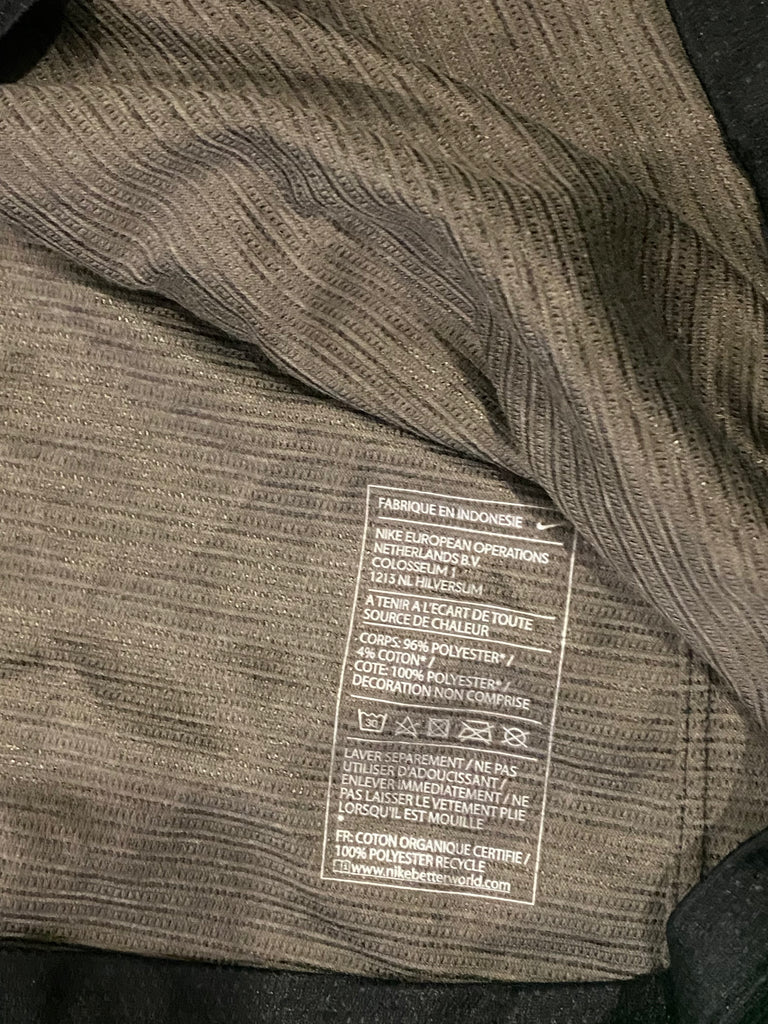 FABRIQUE EN INDONESIE
NIKE EUROPEAN OPERATIONS
NETHERLANDS B.V.
COLOSSEUM 1
1213 NL HILVERSUM
A TENIR A L'ECART DE TOUTE
SOURCE DE CHALEUR
CORPS: 96% POLYESTER* /
4% COTON* /
COTE: 100% POLYESTER* /
DECORATION NON COMPRISE
30
LAVER SEPAREMENT / NE PAS
UTILISER D'ADOUCISSANT /
ENLEVER IMMEDIATEMENT / NE
PAS LAISSER LE VETEMENT PLIE
LORSQU'IL EST MOUILLE
*
FR: COTON ORGANIQUE CERTIFIE /
100% POLYESTER RECYCLE
www.nikebetterworld.com